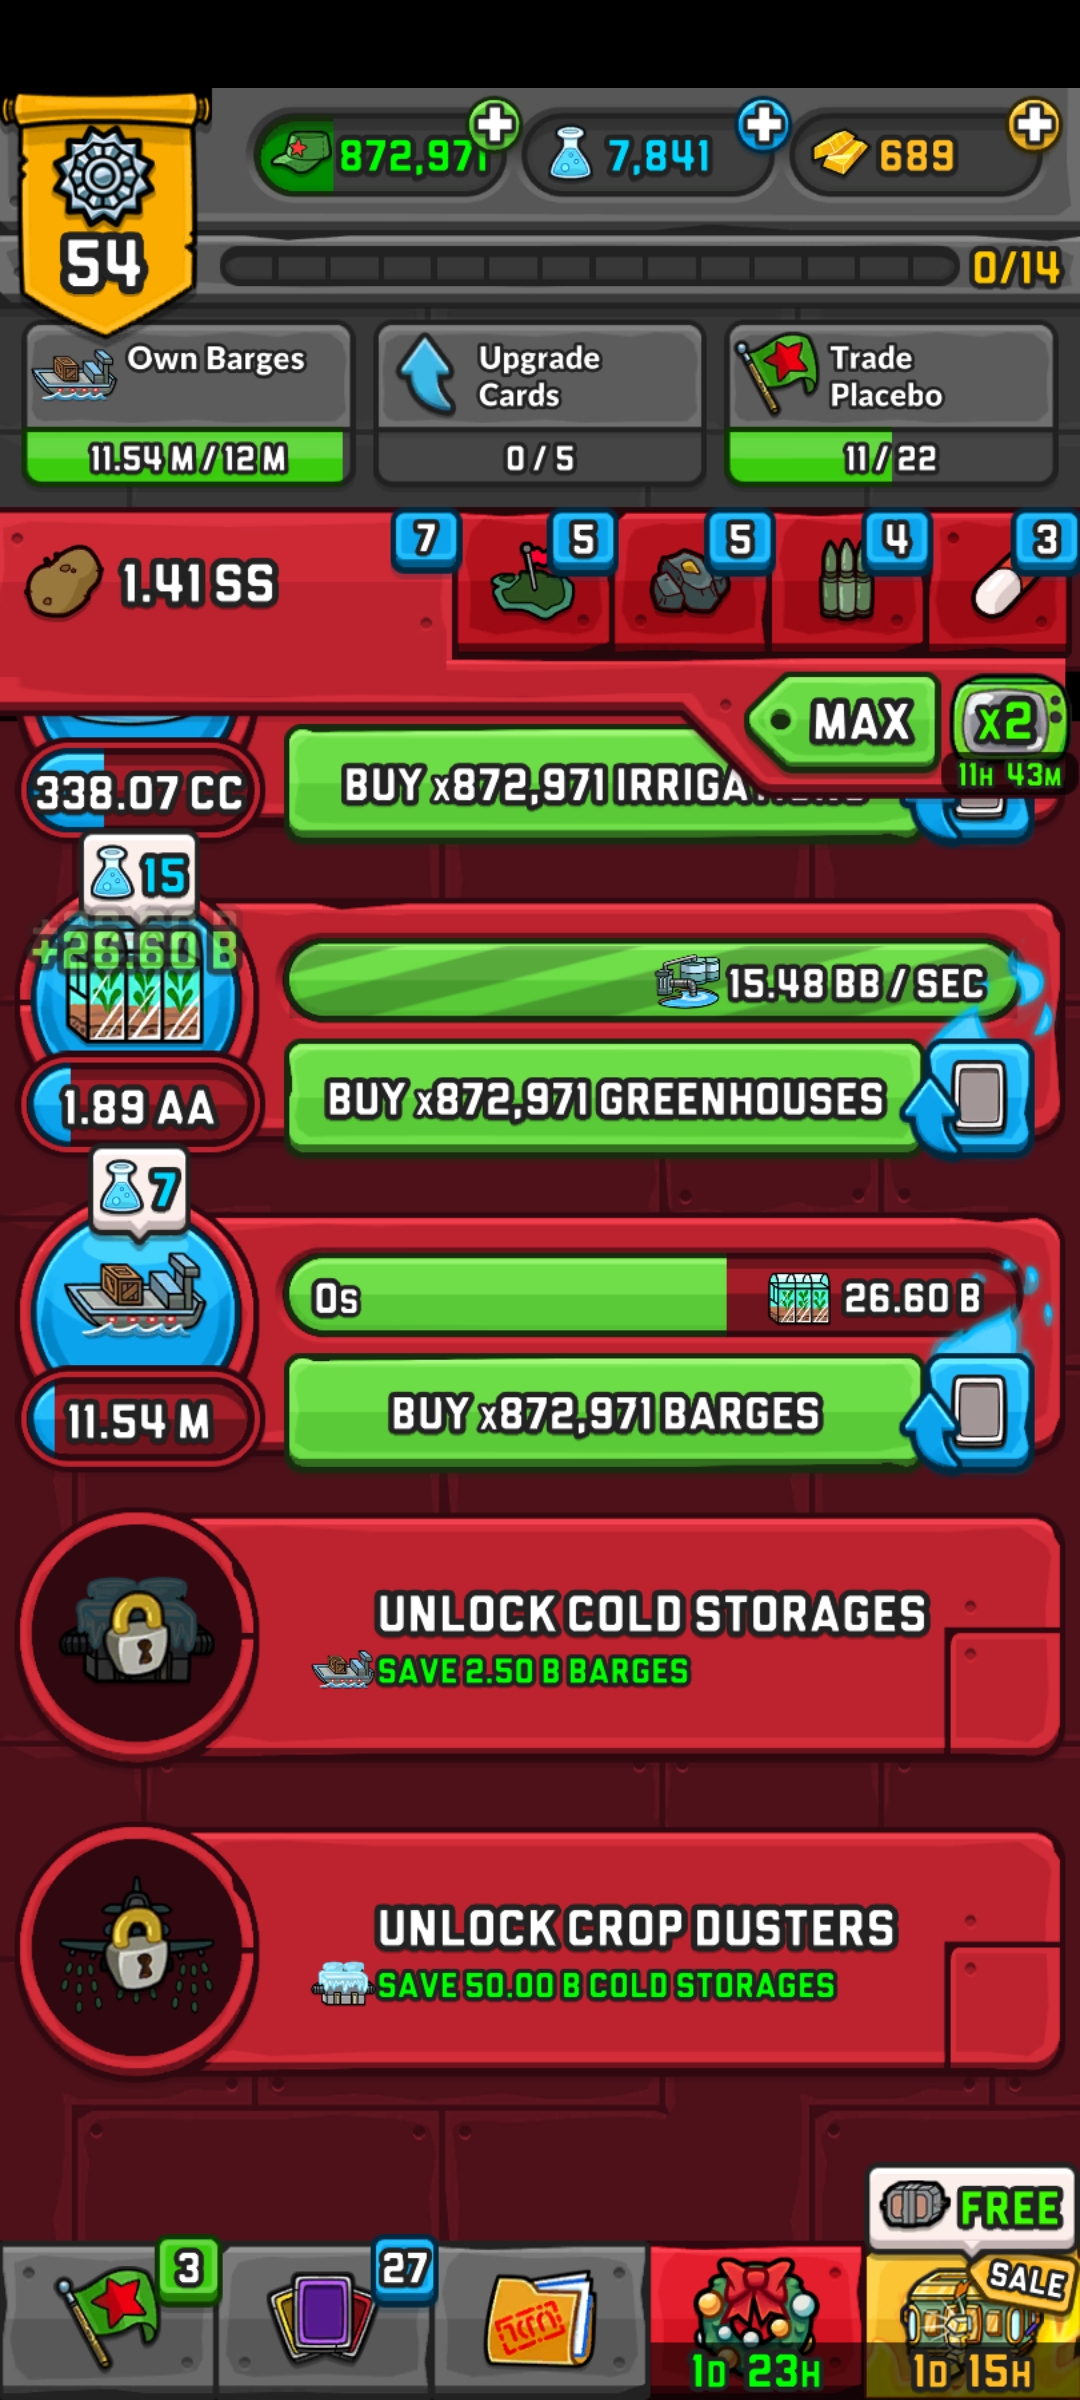 872,971
7,841
689
54
0/14
Own Barges
11.54 M / 12 M
Upgrade
Cards
0 / 5
Trade
Placebo
11 / 22
1.41 SS
7
5
5
4
3
MAX
x2
11H 43M
338.07 CC
BUY x872,971 IRRIGATIONS
15
+26.60 B
15.48 BB / SEC
1.89 AA
BUY x872,971 GREENHOUSES
7
0s
26.60 B
11.54 M
BUY x872,971 BARGES
UNLOCK COLD STORAGES
SAVE 2.50 B BARGES
UNLOCK CROP DUSTERS
SAVE 50.00 B COLD STORAGES
FREE
3
27
SALE
1D 23H
1D 15H